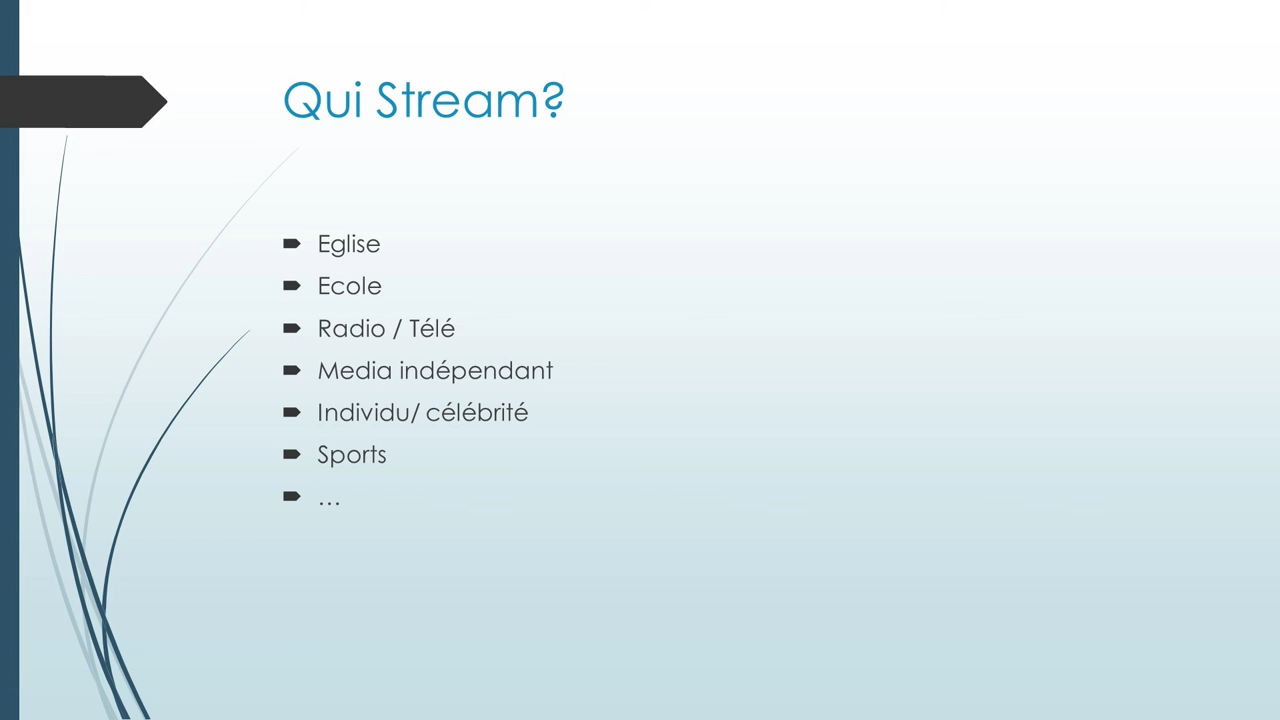 Qui Stream?
Eglise
Ecole
Radio / Télé
Media indépendant
Individu/ célébrité
Sports
…